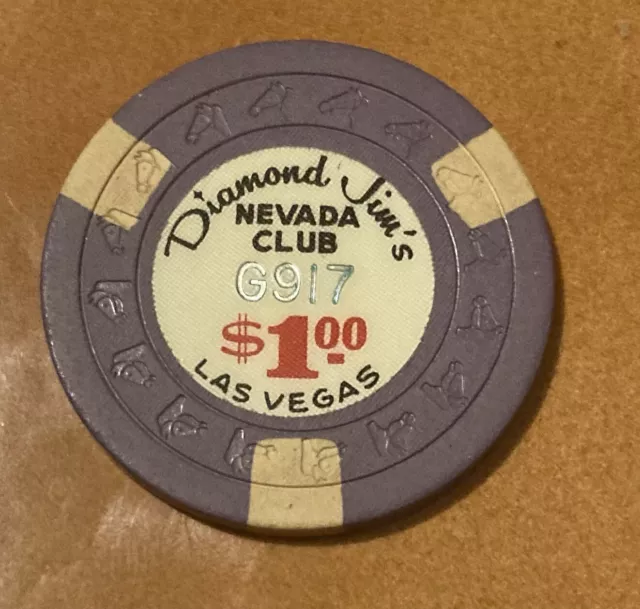 Diamond Jim's
NEVADA
CLUB
G917
$1.00
LAS VEGAS